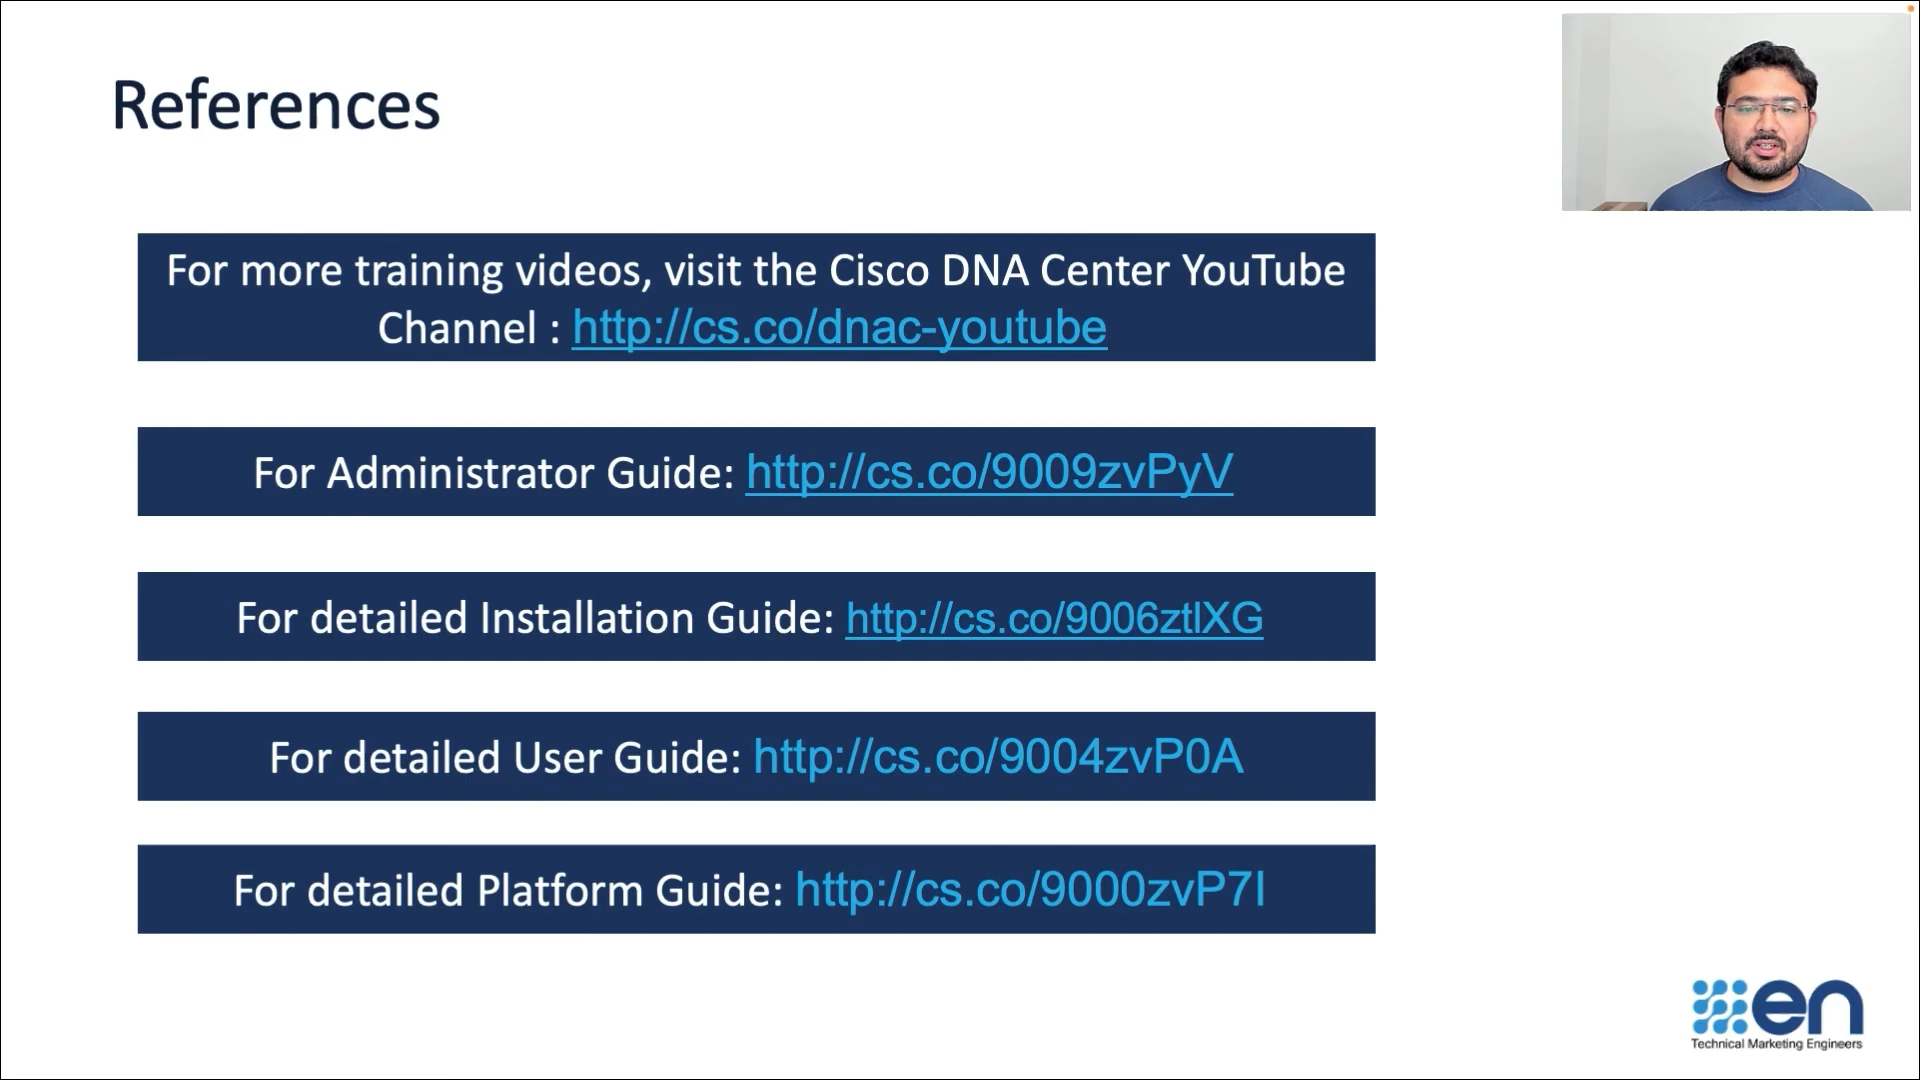 References
For more training videos, visit the Cisco DNA Center YouTube
Channel : http://cs.co/dnac-youtube
For Administrator Guide: http://cs.co/9009zvPyV
For detailed Installation Guide: http://cs.co/9006ztlXG
For detailed User Guide: http://cs.co/9004zvP0A
For detailed Platform Guide: http://cs.co/9000zvP7I
en
Technical Marketing Engineers